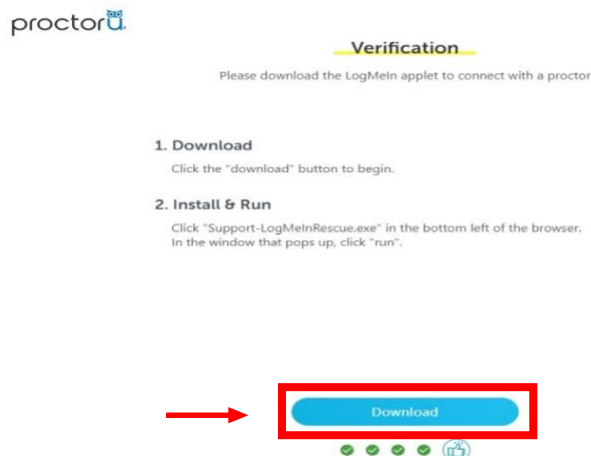 proctorU
Verification
Please download the LogMeIn applet to connect with a proctor
1. Download
Click the "download" button to begin.
2. Install & Run
Click "Support-LogMeInRescue.exe" in the bottom left of the browser.
In the window that pops up, click "run".
Download